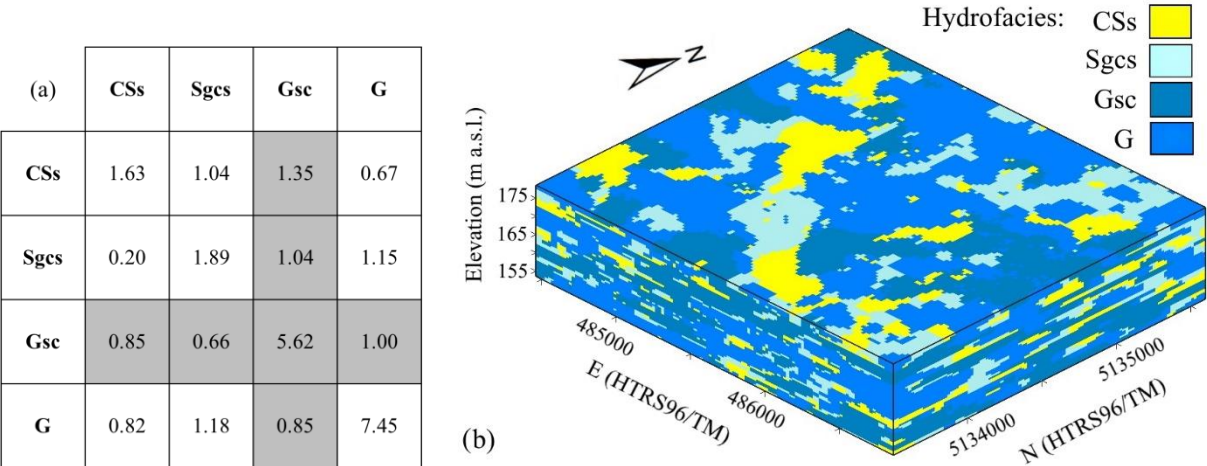 (a) CSs Sgcs Gsc G
CSs 1.63 1.04 1.35 0.67
Sgcs 0.20 1.89 1.04 1.15
Gsc 0.85 0.66 5.62 1.00
G 0.82 1.18 0.85 7.45
Hydrofacies: CSs
Sgcs
Gsc
G
N
Elevation (m a.s.l.)
175
165
155
485000
486000
E (HTRS96/TM)
5134000
5135000
N (HTRS96/TM)
(b)